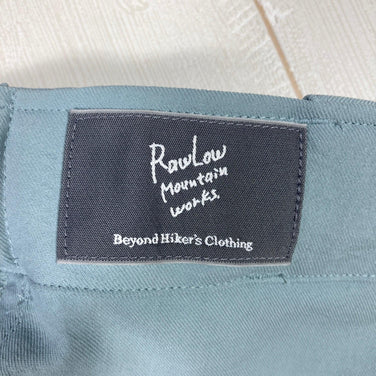 RawLow
Mountain
works.
Beyond Hiker's Clothing